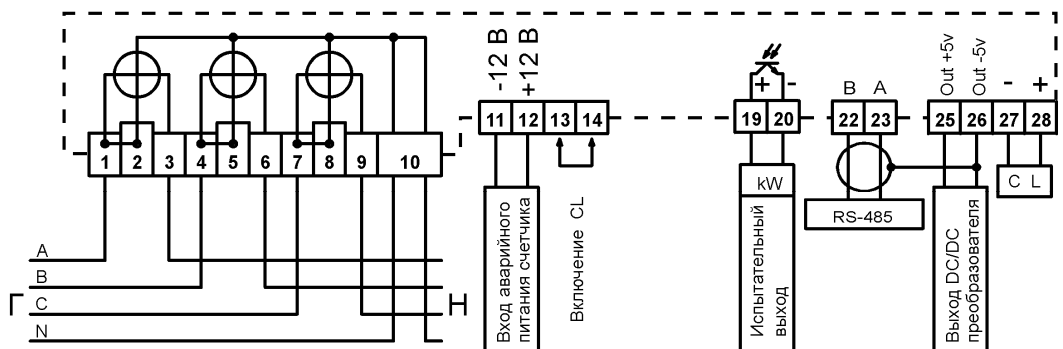 -12 В
+12 В
Out +5v
Out -5v
-
+
+ -
B A
1 2 3 4 5 6 7 8 9 10
11 12 13 14
19 20
22 23
25 26 27 28
kW
C L
RS-485
A
B
C
N
Г
Н
Вход аварийного
питания счетчика
Включение CL
Испытательный
выход
Выход DC/DC
преобразователя